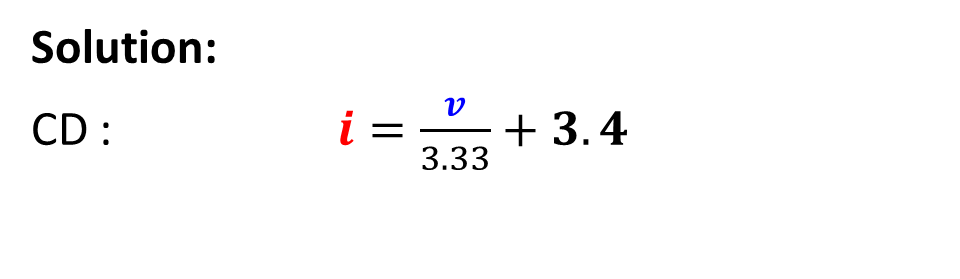 Solution:
CD : i = v/3.33 + 3.4